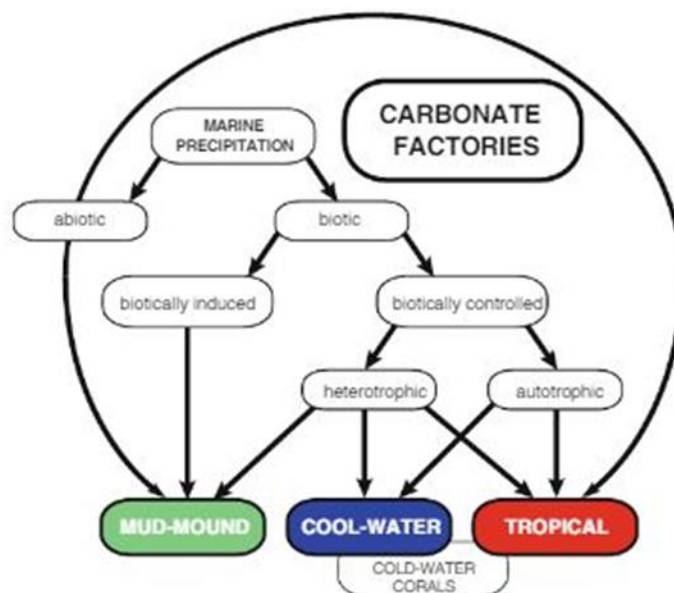 CARBONATE
FACTORIES
MARINE
PRECIPITATION
abiotic
biotic
biotically induced
biotically controlled
heterotrophic
autotrophic
MUD-MOUND
COOL-WATER
TROPICAL
COLD-WATER
CORALS